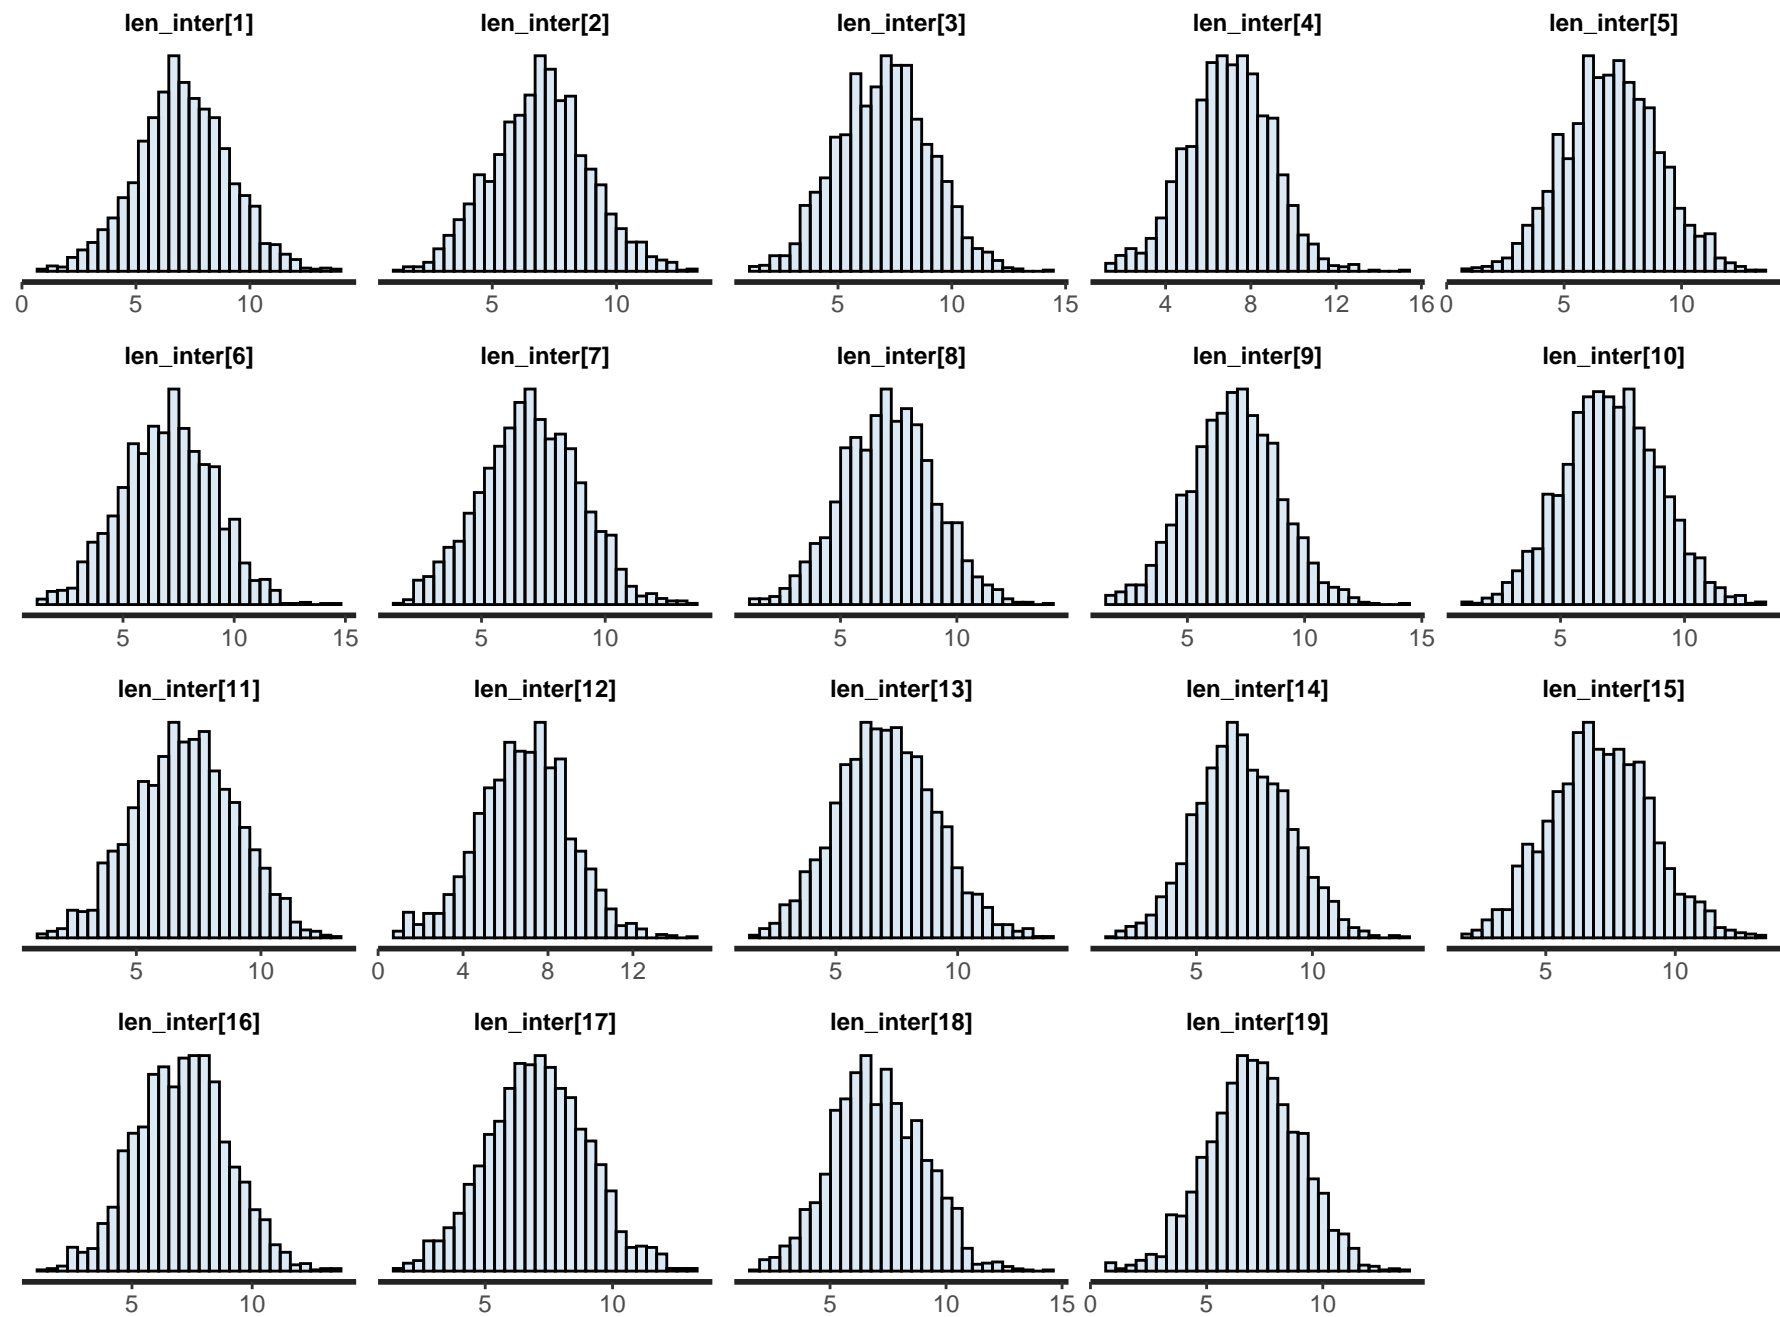 len_inter[1] len_inter[2] len_inter[3] len_inter[4] len_inter[5]
0 5 10 5 10 5 10 15 4 8 12 16 0 5 10
len_inter[6] len_inter[7] len_inter[8] len_inter[9] len_inter[10]
5 10 15 5 10 5 10 5 10 15 5 10
len_inter[11] len_inter[12] len_inter[13] len_inter[14] len_inter[15]
5 10 0 4 8 12 5 10 5 10 5 10
len_inter[16] len_inter[17] len_inter[18] len_inter[19]
5 10 5 10 5 10 15 0 5 10